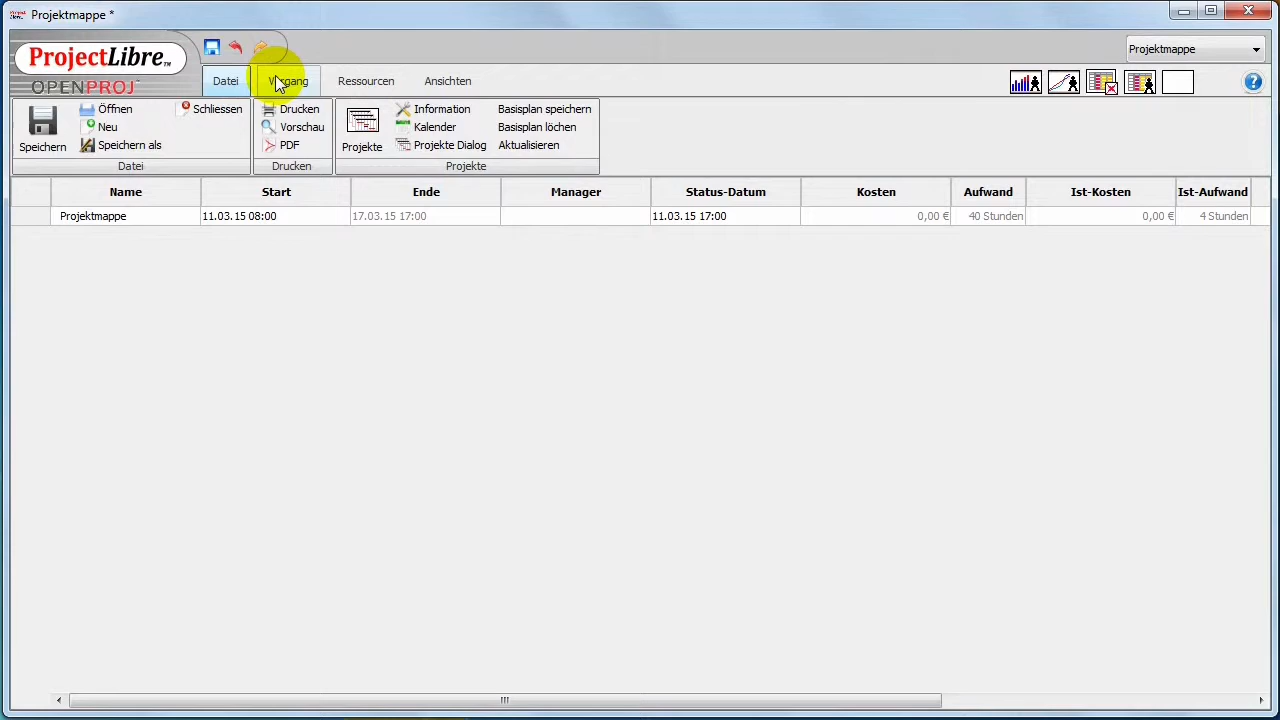 Projektmappe *
ProjectLibre™
OPENPROJ
Projektmappe
Datei Vorgang Ressourcen Ansichten
Speichern
Öffnen
Neu
Speichern als
Schliessen
Datei
Drucken
Vorschau
PDF
Drucken
Projekte
Information
Kalender
Projekte Dialog
Basisplan speichern
Basisplan löchen
Aktualisieren
Projekte
Name Start Ende Manager Status-Datum Kosten Aufwand Ist-Kosten Ist-Aufwand
Projektmappe 11.03.15 08:00 17.03.15 17:00 11.03.15 17:00 0,00 € 40 Stunden 0,00 € 4 Stunden